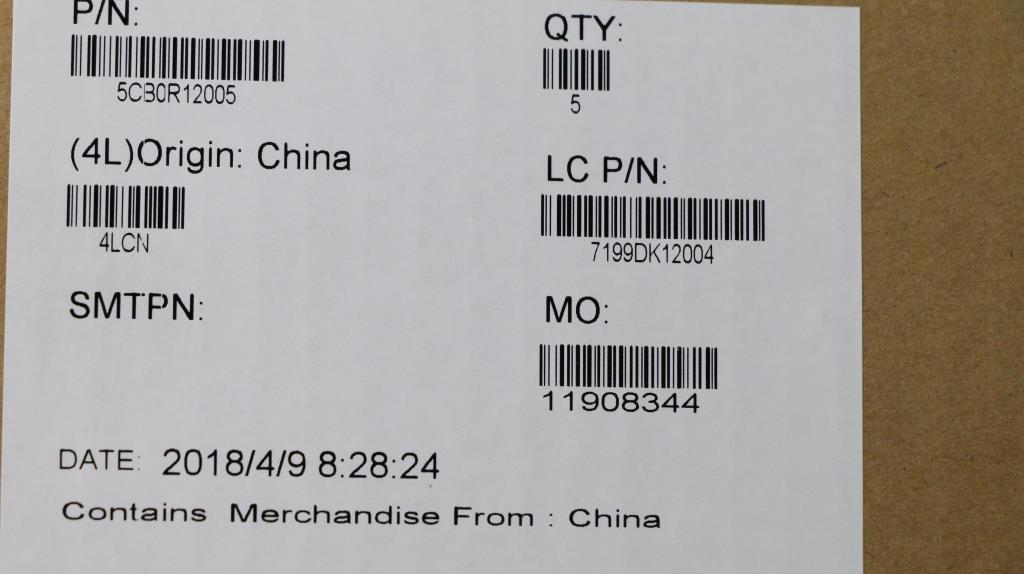 P/N:
5CB0R12005
QTY:
5
(4L)Origin: China
4LCN
LC P/N:
7199DK12004
SMTPN:
MO:
11908344
DATE: 2018/4/9 8:28:24
Contains Merchandise From : China